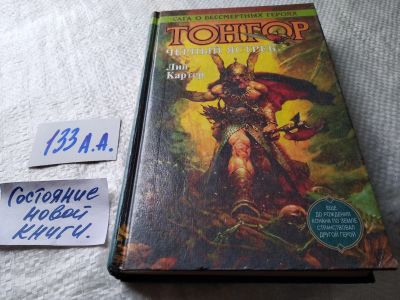 САГА О БЕССМЕРТНЫХ ГЕРОЯХ
ТОНГОР
ЧЕРНЫЙ ЯСТРЕБ
Лин
Картер
133 А.А.
Состояние
новой
книги.
ЕЩЕ
ДО РОЖДЕНИЯ
КОНАНА ПО ЗЕМЛЕ
СТРАНСТВОВАЛ
ДРУГОЙ ГЕРОЙ